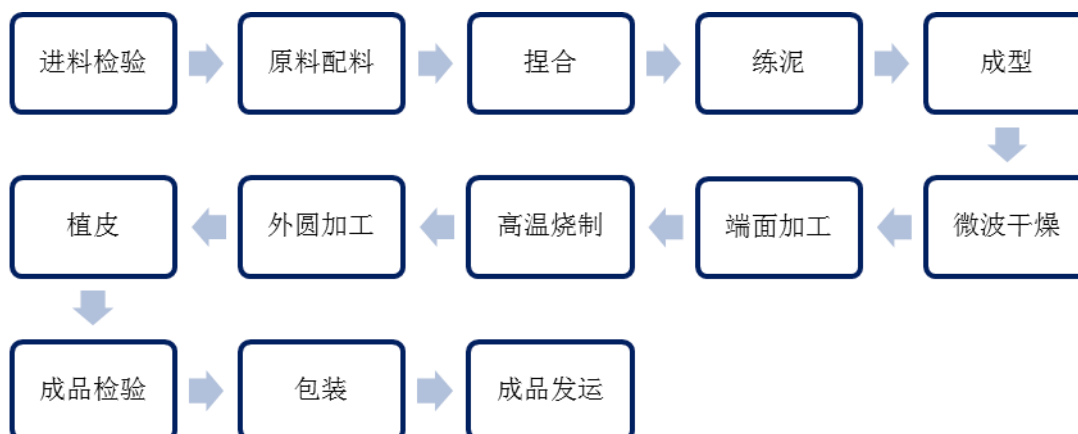 进料检验
原料配料
捏合
练泥
成型
微波干燥
端面加工
高温烧制
外圆加工
植皮
成品检验
包装
成品发运